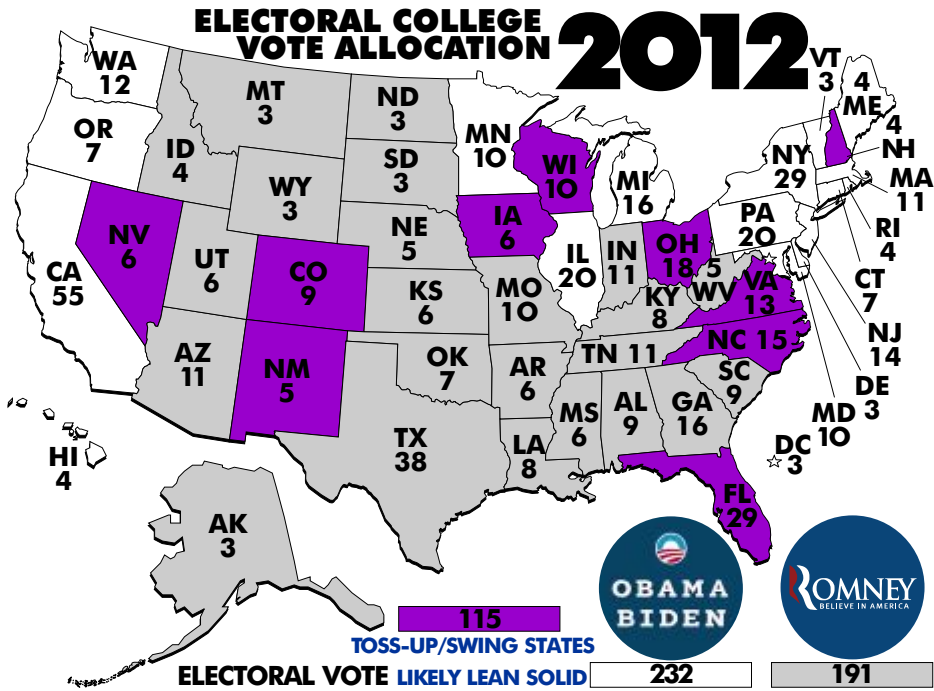 ELECTORAL COLLEGE
VOTE ALLOCATION
2012
WA
12
OR
7
CA
55
NV
6
ID
4
MT
3
WY
3
UT
6
AZ
11
CO
9
NM
5
ND
3
SD
3
NE
5
KS
6
OK
7
TX
38
MN
10
IA
6
MO
10
AR
6
LA
8
WI
10
IL
20
MI
16
IN
11
OH
18
KY
8
TN 11
MS
6
AL
9
GA
16
FL
29
SC
9
NC 15
VA
13
5
WV
PA
20
NY
29
VT
3
4
ME
4
NH
MA
11
RI
4
CT
7
NJ
14
DE
3
MD
10
DC
3
HI
4
AK
3
OBAMA
BIDEN
ROMNEY
BELIEVE IN AMERICA
115
TOSS-UP/SWING STATES
ELECTORAL VOTE LIKELY LEAN SOLID 232 191